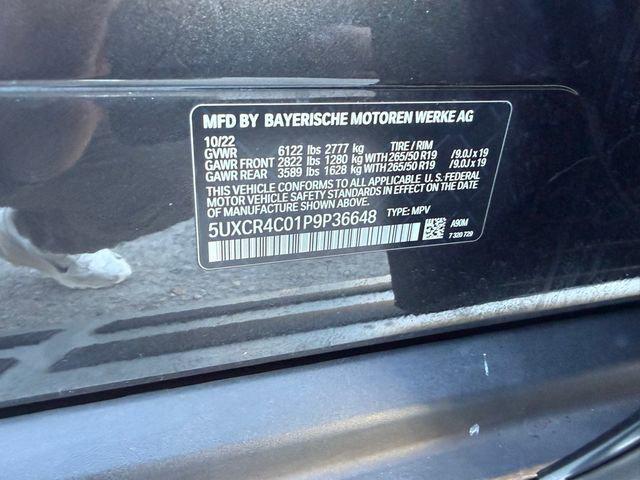 MFD BY BAYERISCHE MOTOREN WERKE AG
10/22 TIRE / RIM
GVWR 6122 lbs 2777 kg
GAWR FRONT 2822 lbs 1280 kg WITH 265/50 R19 /9.0J x 19
GAWR REAR 3589 lbs 1628 kg WITH 265/50 R19 /9.0J x 19
THIS VEHICLE CONFORMS TO ALL APPLICABLE U.S. FEDERAL
MOTOR VEHICLE SAFETY STANDARDS IN EFFECT ON THE
DATE OF MANUFACTURE SHOWN ABOVE.
5UXCR4C01P9P36648 TYPE: MPV
A90M
7 320 729